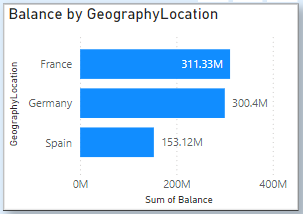 Balance by GeographyLocation
GeographyLocation
France 311.33M
Germany 300.4M
Spain 153.12M
0M 200M 400M
Sum of Balance